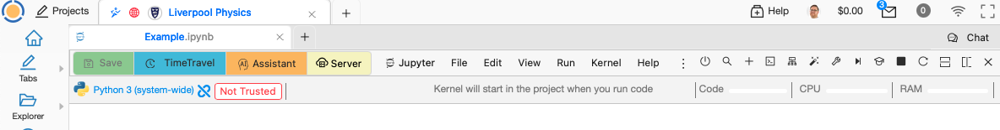 Projects Liverpool Physics Help $0.00 3 0
Example.ipynb Chat
Save TimeTravel AI Assistant Server Jupyter File Edit View Run Kernel Help
Tabs
Python 3 (system-wide) Not Trusted Kernel will start in the project when you run code Code CPU RAM
Explorer